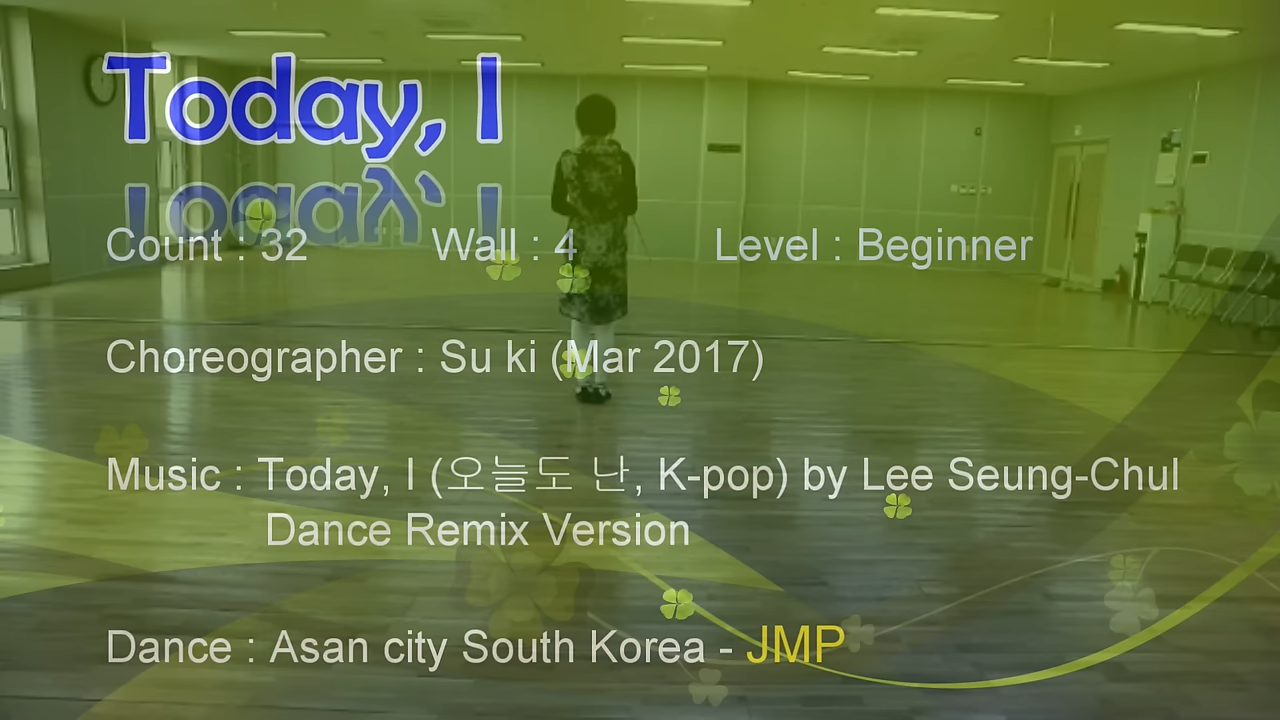 Today, I
Count : 32 Wall : 4 Level : Beginner
Choreographer : Su ki (Mar 2017)
Music : Today, I (오늘도 난, K-pop) by Lee Seung-Chul
Dance Remix Version
Dance : Asan city South Korea - JMP